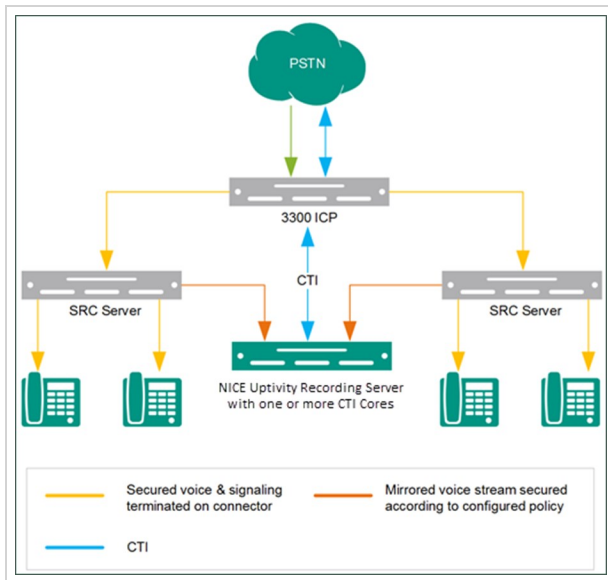 PSTN
3300 ICP
CTI
SRC Server
SRC Server
NICE Uptivity Recording Server
with one or more CTI Cores
Secured voice & signaling
terminated on connector
Mirrored voice stream secured
according to configured policy
CTI